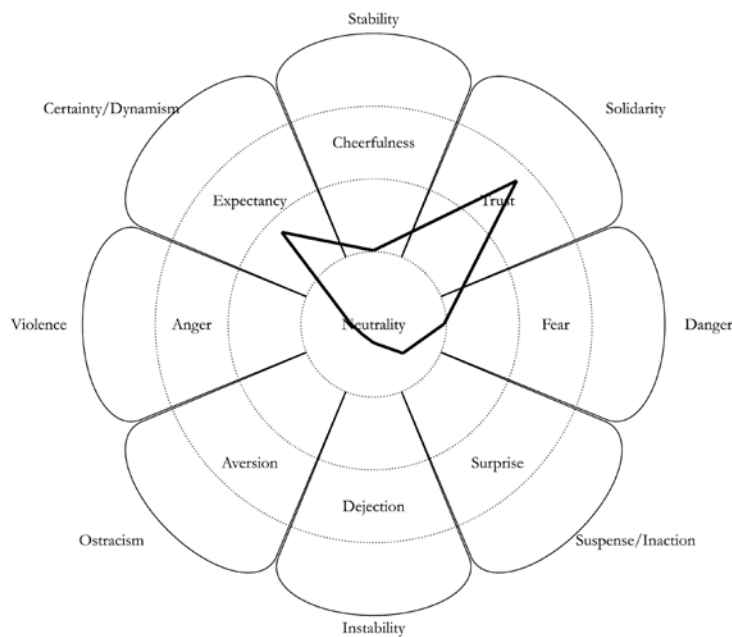 Stability
Certainty/Dynamism
Solidarity
Cheerfulness
Expectancy
Trust
Violence
Anger
Neutrality
Fear
Danger
Aversion
Surprise
Dejection
Ostracism
Suspense/Inaction
Instability